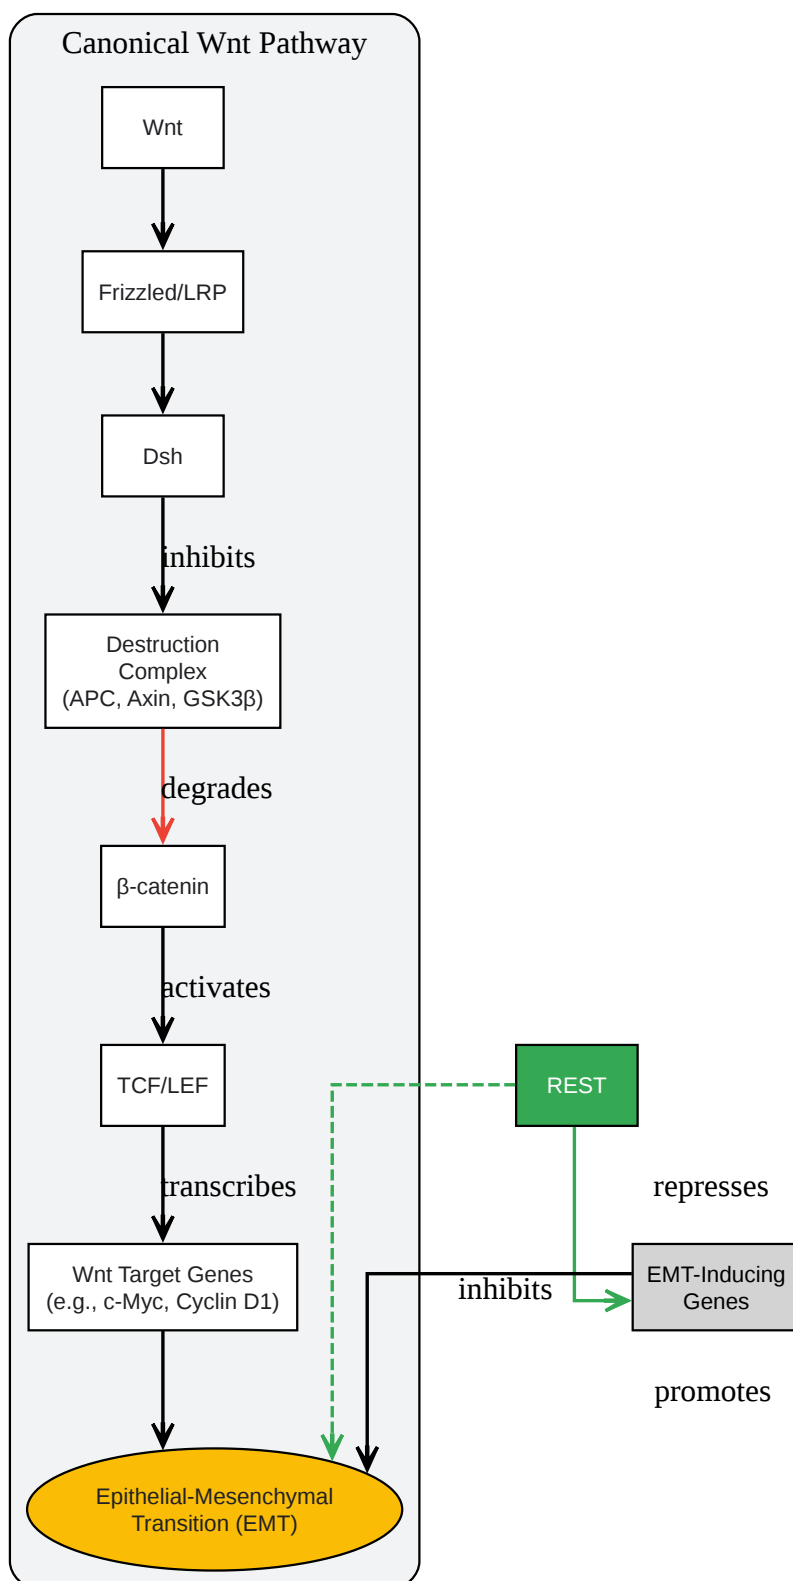 Canonical Wnt Pathway
Wnt
Frizzled/LRP
Dsh
inhibits
Destruction
Complex
(APC, Axin, GSK3β)
degrades
β-catenin
activates
TCF/LEF
REST
transcribes
represses
Wnt Target Genes
(e.g., c-Myc, Cyclin D1)
inhibits
EMT-Inducing
Genes
promotes
Epithelial-Mesenchymal
Transition (EMT)